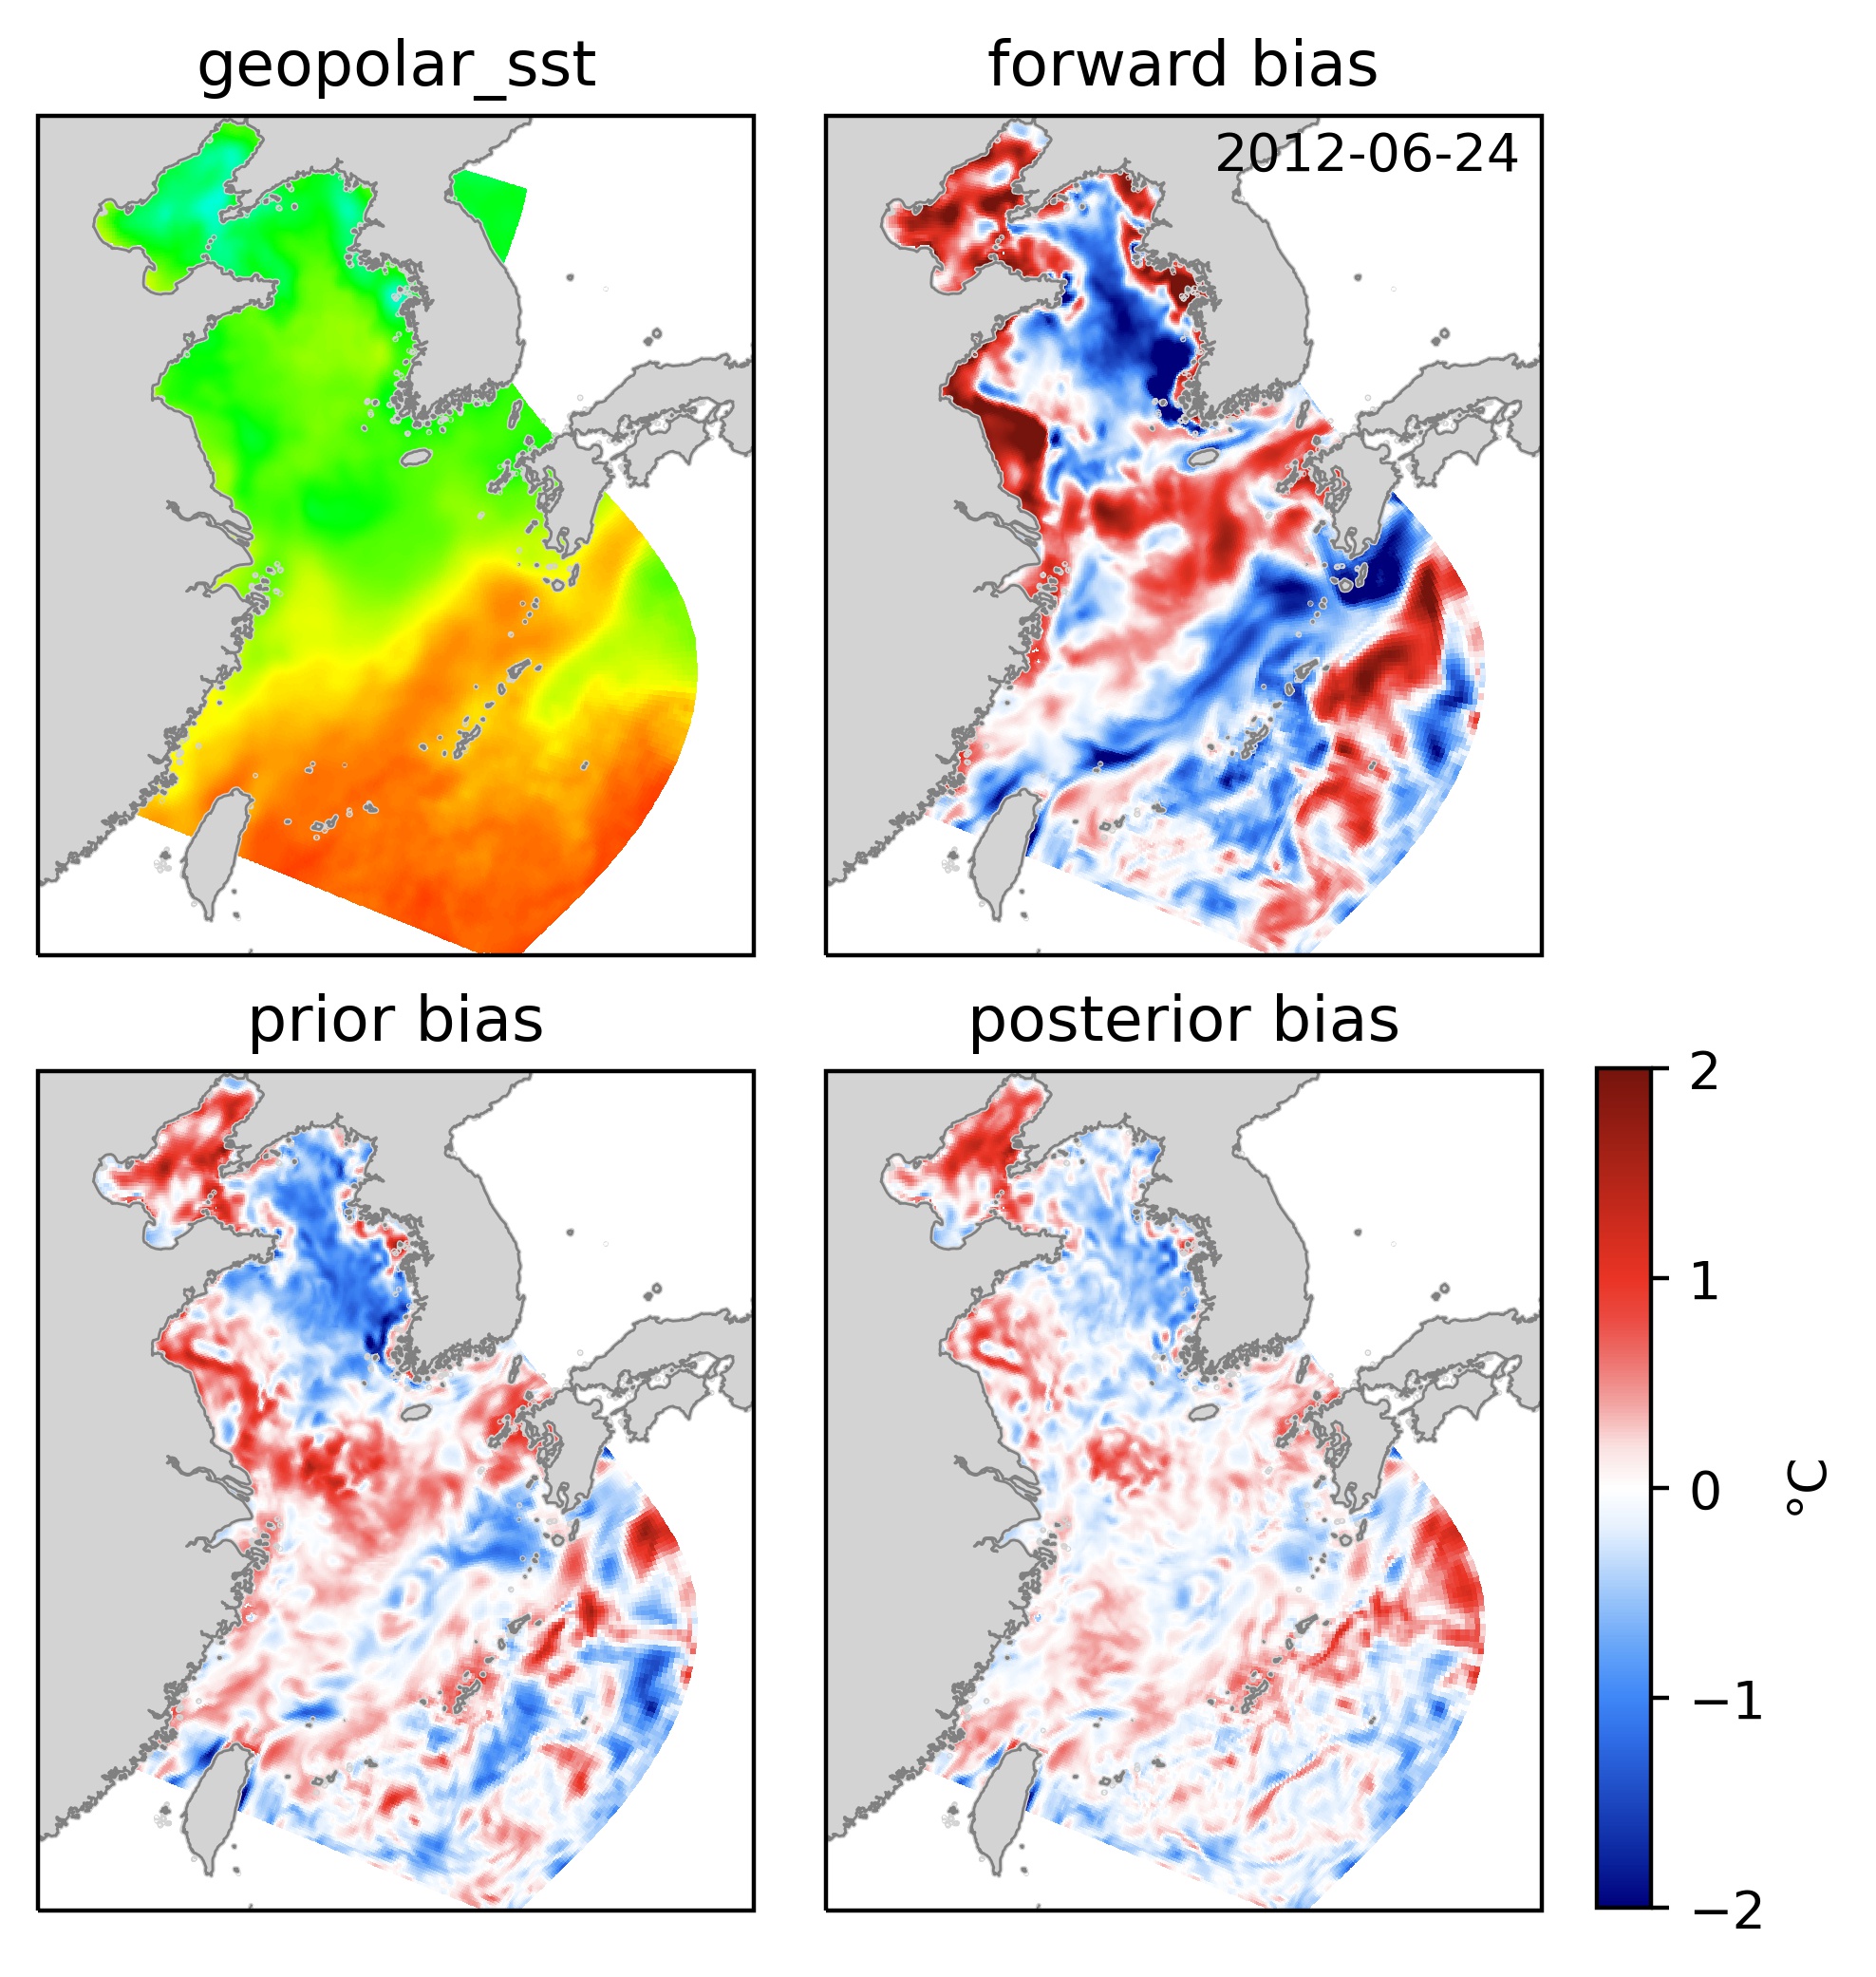 geopolar_sst
forward bias
2012-06-24
prior bias
posterior bias
2
1
0
−1
−2
°C